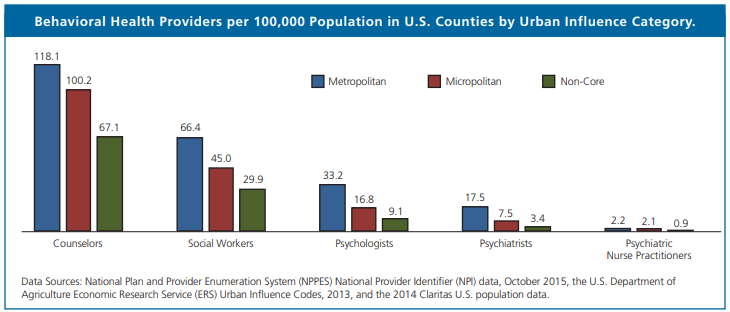 Behavioral Health Providers per 100,000 Population in U.S. Counties by Urban Influence Category.
118.1
100.2
67.1
66.4
45.0
29.9
33.2
16.8
9.1
17.5
7.5
3.4
2.2
2.1
0.9
Metropolitan
Micropolitan
Non-Core
Counselors
Social Workers
Psychologists
Psychiatrists
Psychiatric
Nurse Practitioners
Data Sources: National Plan and Provider Enumeration System (NPPES) National Provider Identifier (NPI) data, October 2015, the U.S. Department of
Agriculture Economic Research Service (ERS) Urban Influence Codes, 2013, and the 2014 Claritas U.S. population data.